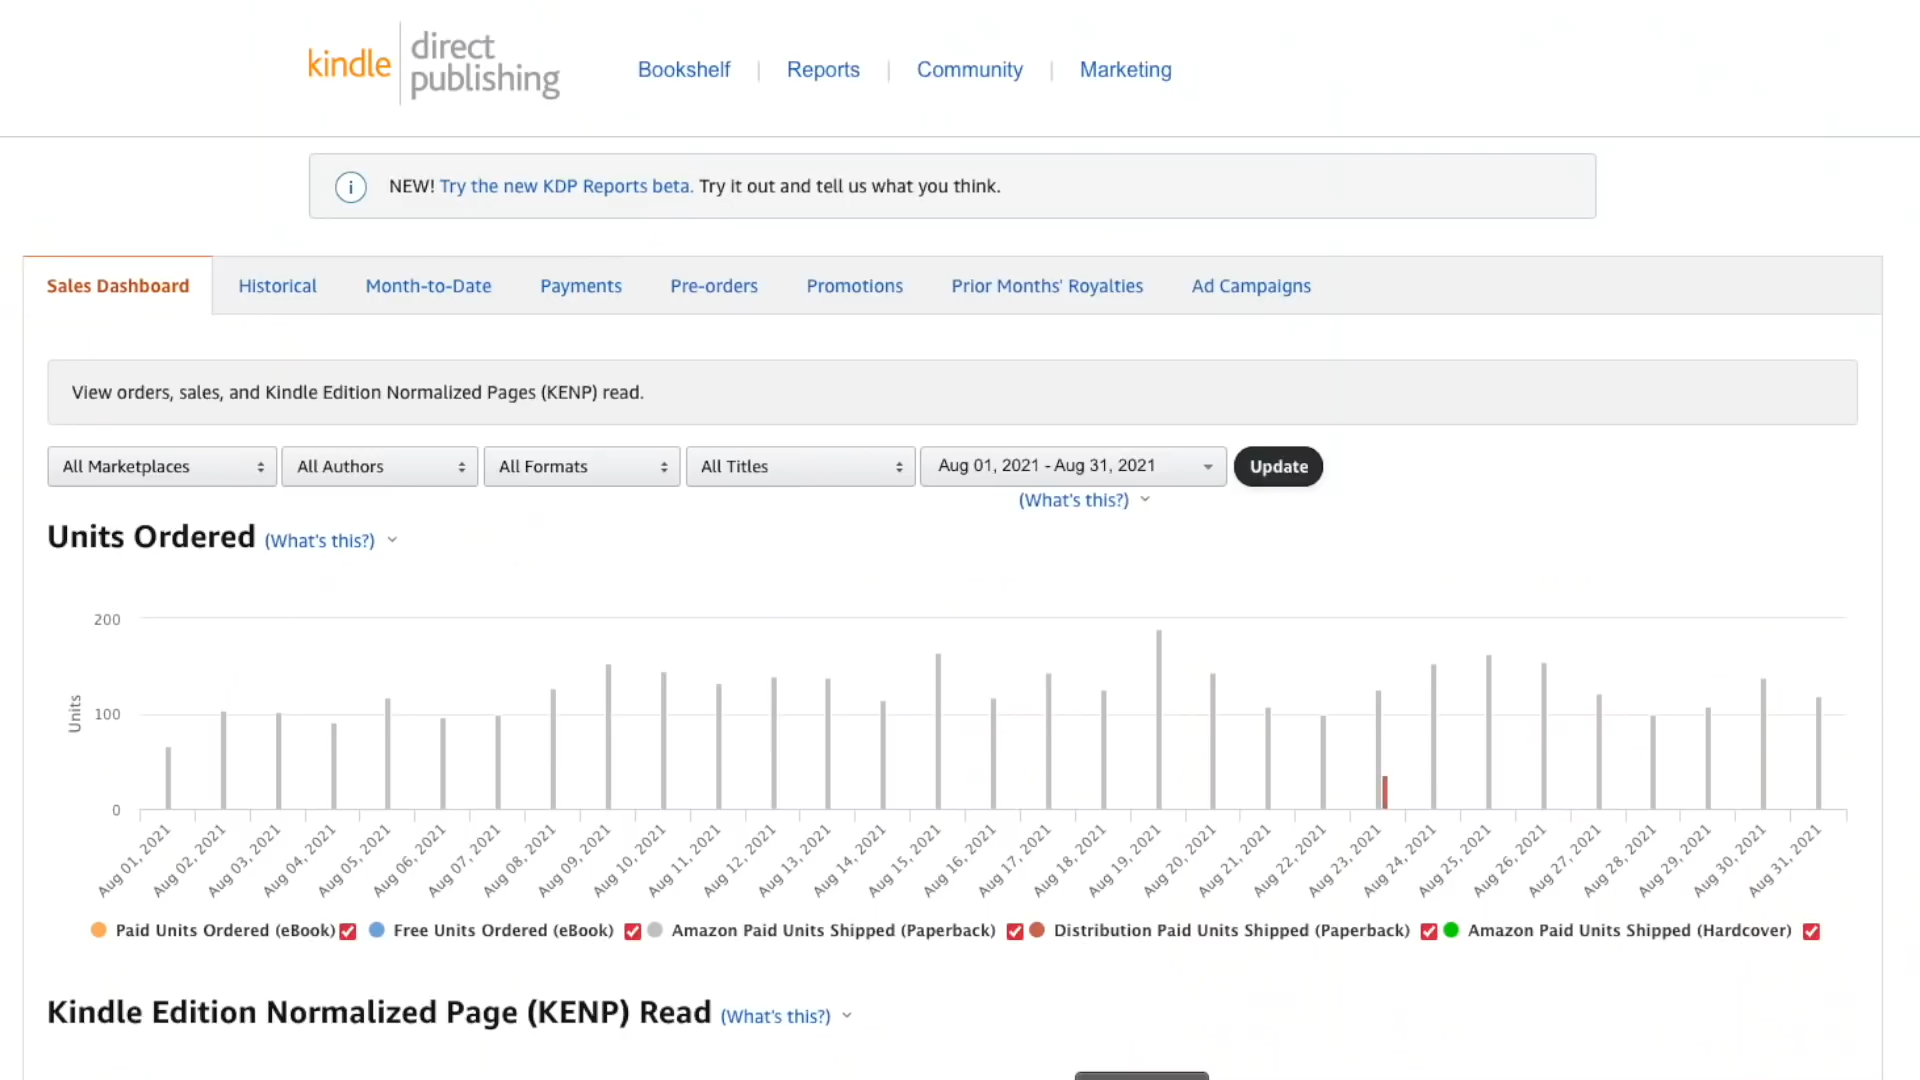 kindle direct publishing
Bookshelf | Reports | Community | Marketing
NEW! Try the new KDP Reports beta. Try it out and tell us what you think.
Sales Dashboard Historical Month-to-Date Payments Pre-orders Promotions Prior Months' Royalties Ad Campaigns
View orders, sales, and Kindle Edition Normalized Pages (KENP) read.
All Marketplaces All Authors All Formats All Titles Aug 01, 2021 - Aug 31, 2021 Update
(What's this?)
Units Ordered (What's this?)
200
100
0
Units
Aug 01, 2021
Aug 02, 2021
Aug 03, 2021
Aug 04, 2021
Aug 05, 2021
Aug 06, 2021
Aug 07, 2021
Aug 08, 2021
Aug 09, 2021
Aug 10, 2021
Aug 11, 2021
Aug 12, 2021
Aug 13, 2021
Aug 14, 2021
Aug 15, 2021
Aug 16, 2021
Aug 17, 2021
Aug 18, 2021
Aug 19, 2021
Aug 20, 2021
Aug 21, 2021
Aug 22, 2021
Aug 23, 2021
Aug 24, 2021
Aug 25, 2021
Aug 26, 2021
Aug 27, 2021
Aug 28, 2021
Aug 29, 2021
Aug 30, 2021
Aug 31, 2021
Paid Units Ordered (eBook) Free Units Ordered (eBook) Amazon Paid Units Shipped (Paperback) Distribution Paid Units Shipped (Paperback) Amazon Paid Units Shipped (Hardcover)
Kindle Edition Normalized Page (KENP) Read (What's this?)